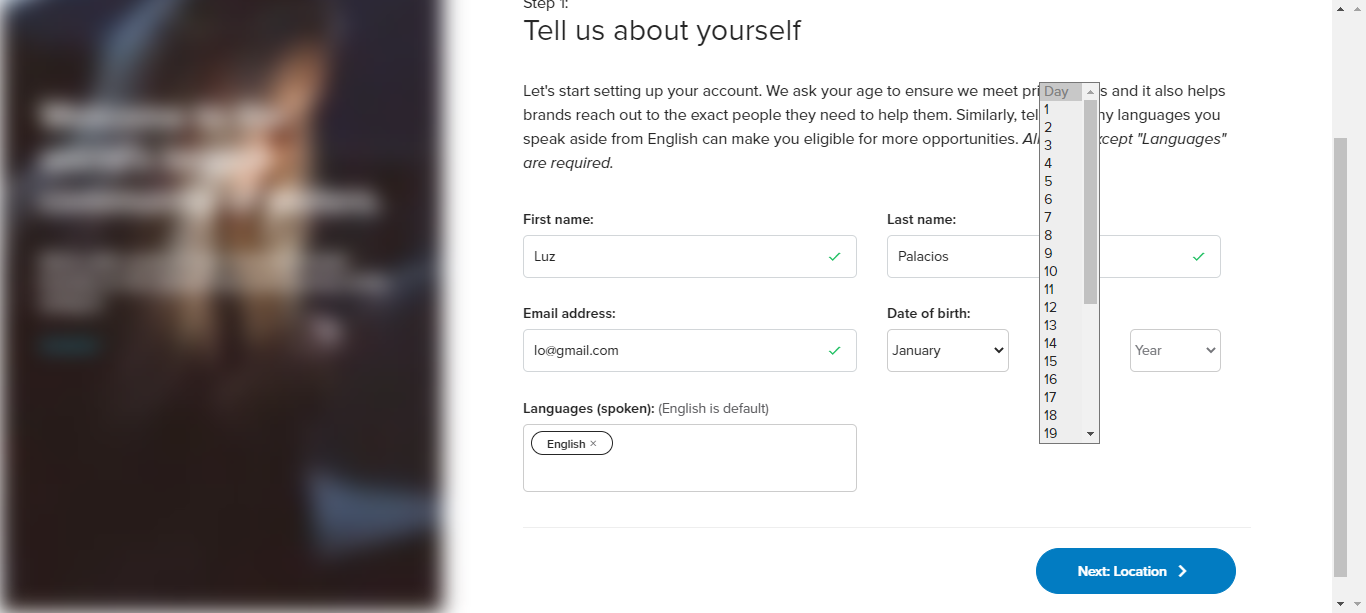 Step 1:
Tell us about yourself
Let's start setting up your account. We ask your age to ensure we meet pri s and it also helps
brands reach out to the exact people they need to help them. Similarly, tel ny languages you
speak aside from English can make you eligible for more opportunities. Al cept "Languages"
are required.
First name:
Last name:
Luz
Palacios
Email address:
Date of birth:
lo@gmail.com
January
Year
Languages (spoken): (English is default)
English ×
Day
1
2
3
4
5
6
7
8
9
10
11
12
13
14
15
16
17
18
19
Next: Location